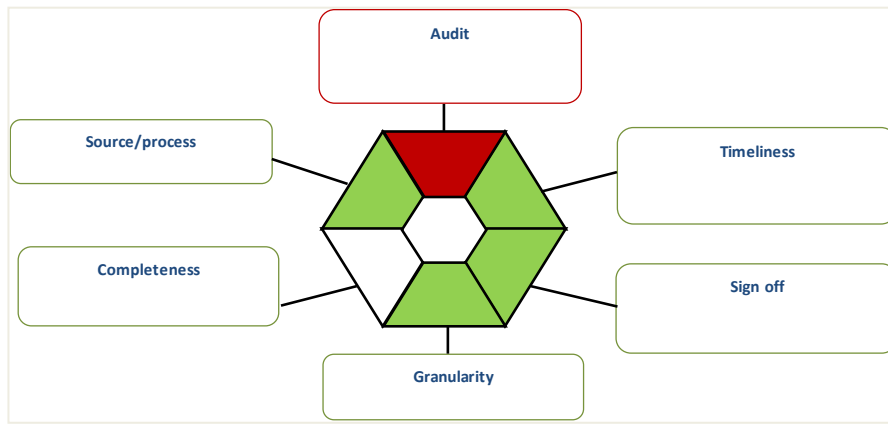 Audit
Source/process
Timeliness
Completeness
Sign off
Granularity